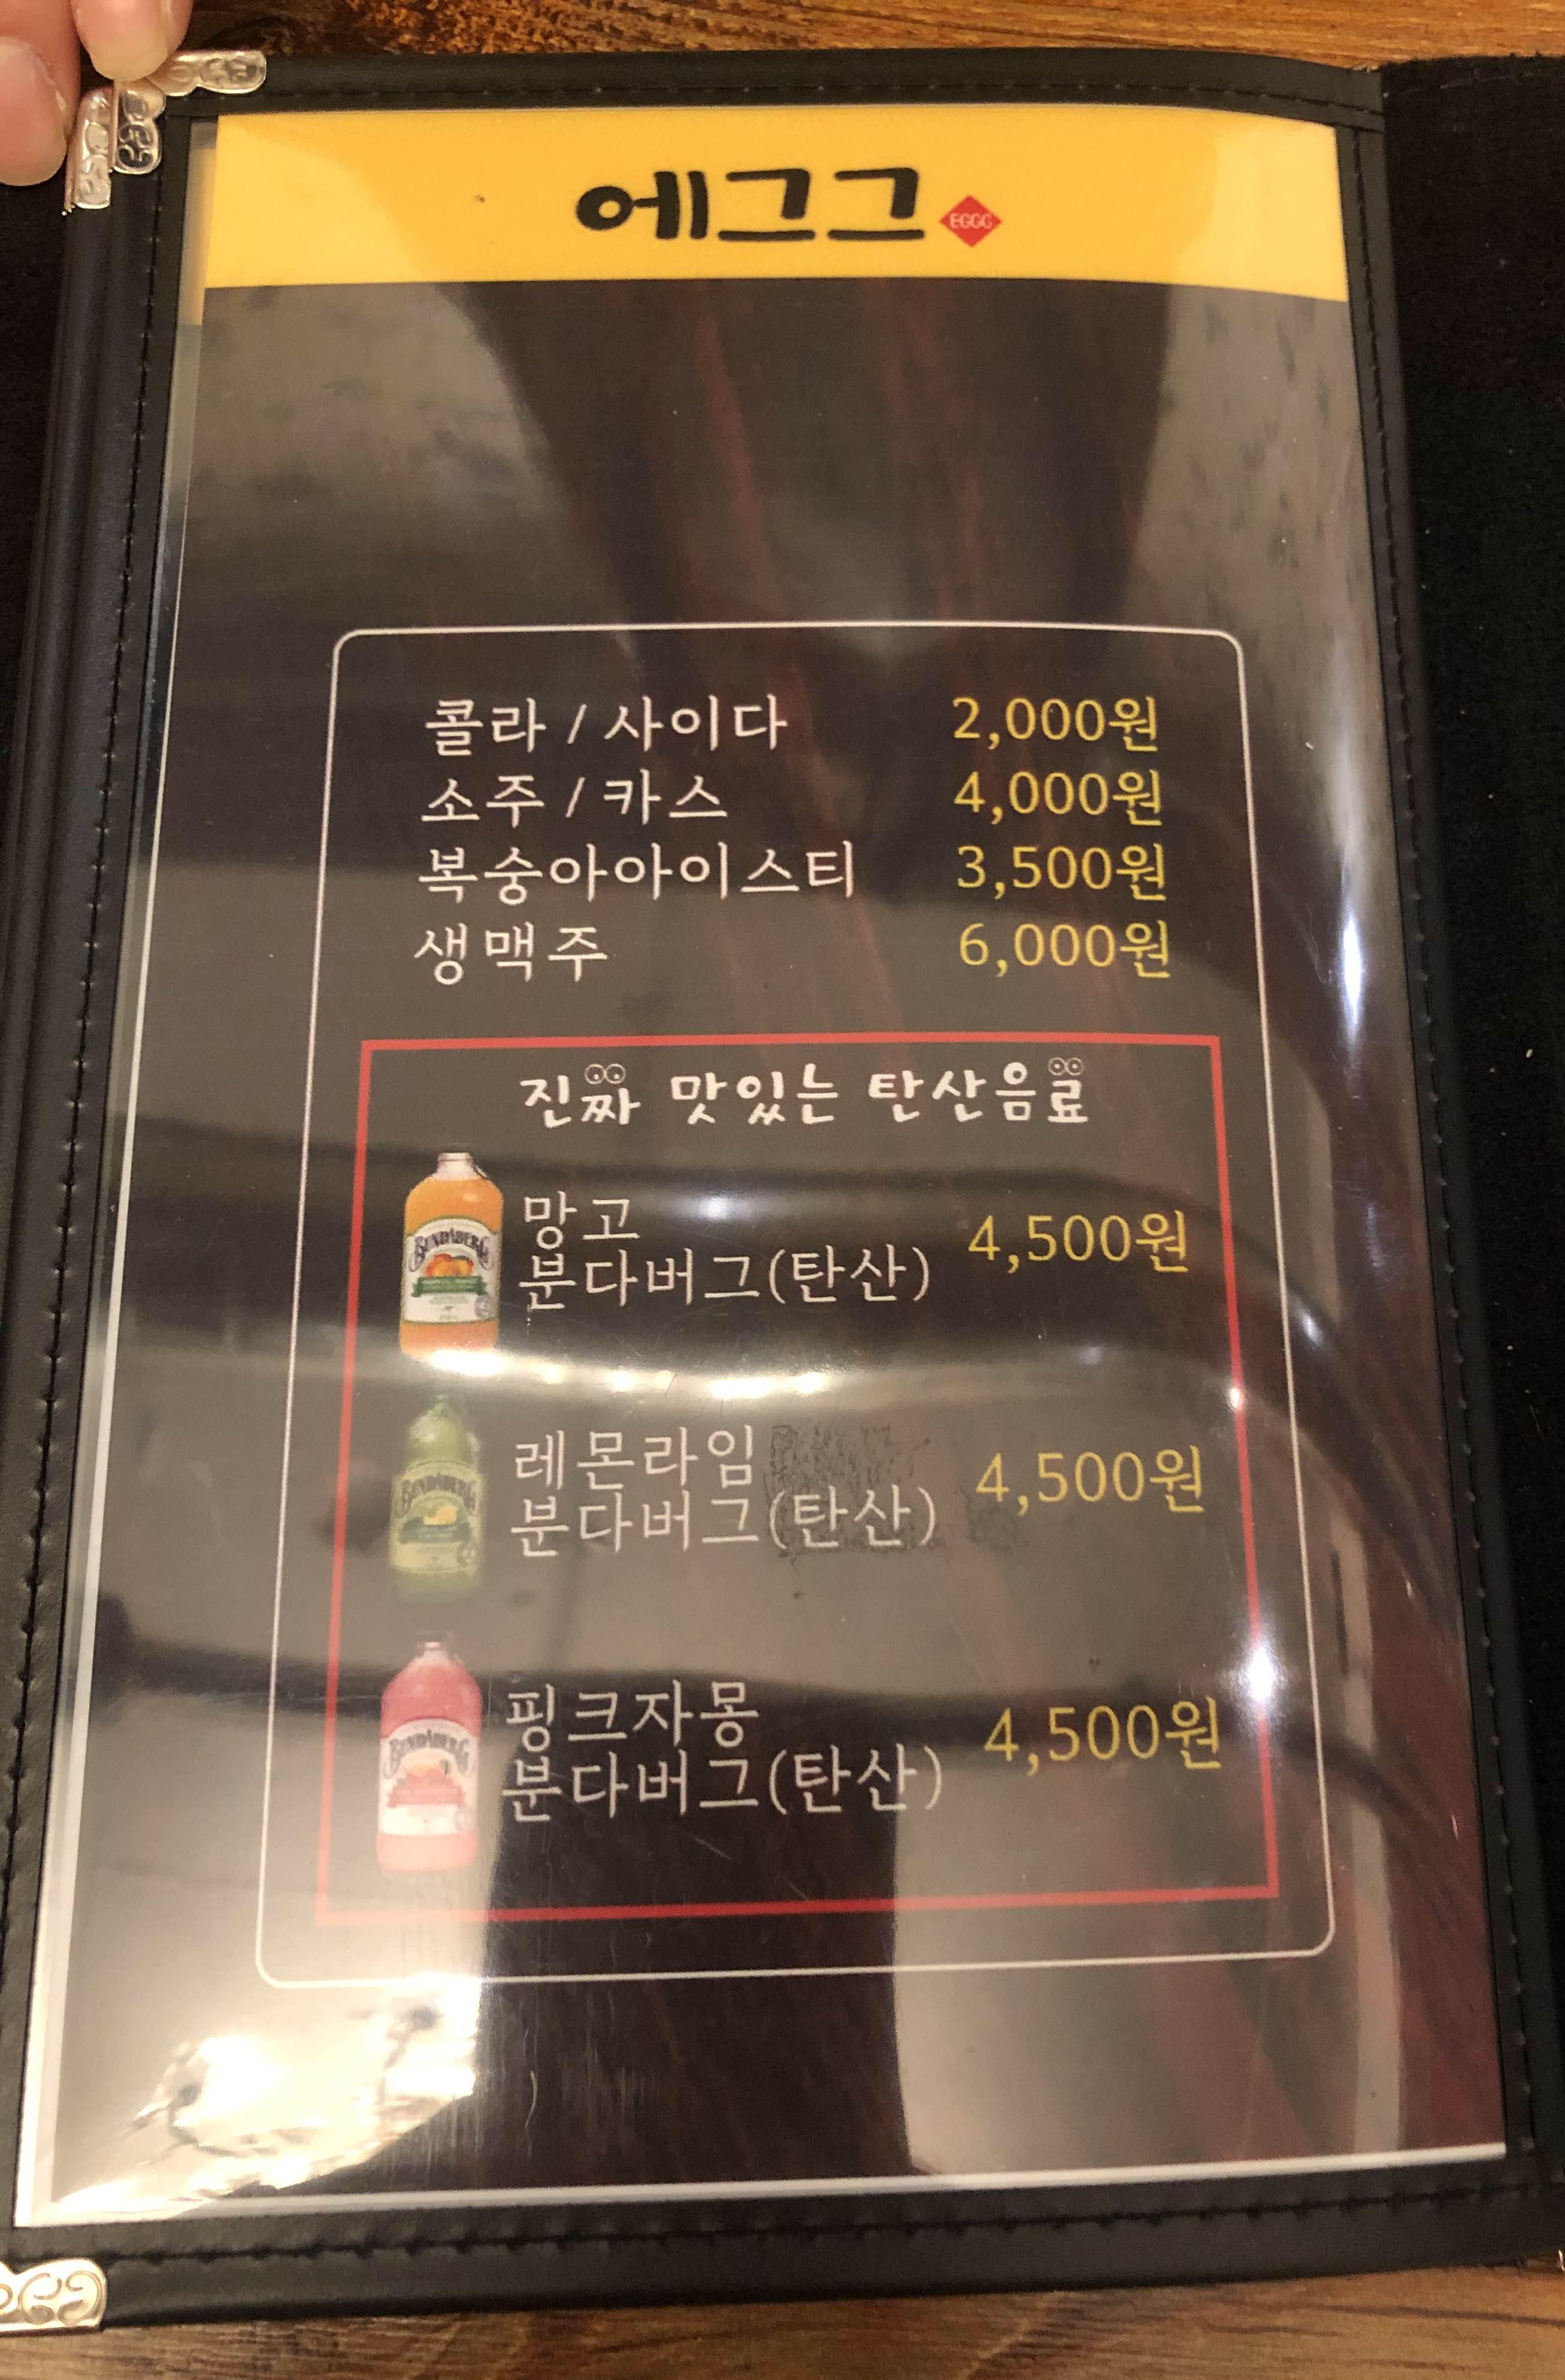 에그그 EGGG
콜라 / 사이다 2,000원
소주 / 카스 4,000원
복숭아아이스티 3,500원
생맥주 6,000원
진짜 맛있는 탄산음료
망고
분다버그(탄산) 4,500원
BUNDABERG
레몬라임
분다버그(탄산) 4,500원
BUNDABERG
핑크자몽
분다버그(탄산) 4,500원
BUNDABERG